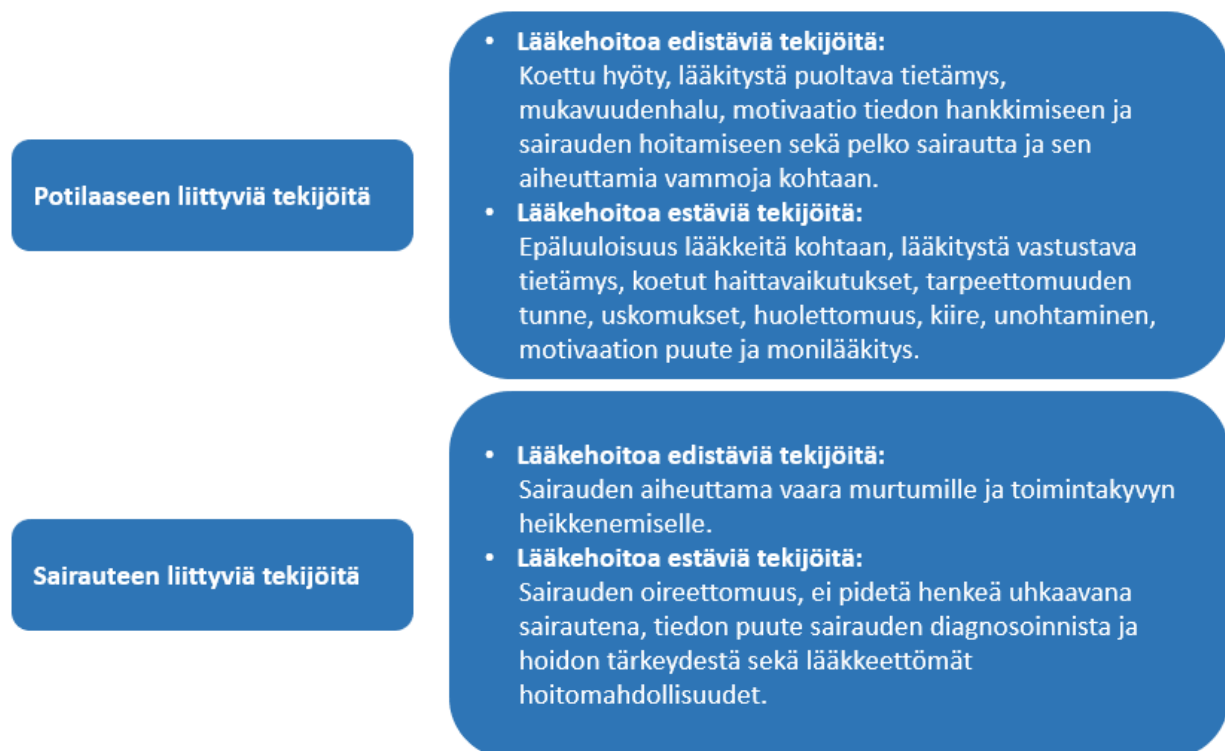 Potilaaseen liittyviä tekijöitä
• Lääkehoitoa edistäviä tekijöitä:
Koettu hyöty, lääkitystä puoltava tietämys,
mukavuudenhalu, motivaatio tiedon hankkimiseen ja
sairauden hoitamiseen sekä pelko sairautta ja sen
aiheuttamia vammoja kohtaan.
• Lääkehoitoa estäviä tekijöitä:
Epäluuloisuus lääkkeitä kohtaan, lääkitystä vastustava
tietämys, koetut haittavaikutukset, tarpeettomuuden
tunne, uskomukset, huolettomuus, kiire, unohtaminen,
motivaation puute ja monilääkitys.
Sairauteen liittyviä tekijöitä
• Lääkehoitoa edistäviä tekijöitä:
Sairauden aiheuttama vaara murtumille ja toimintakyvyn
heikkenemiselle.
• Lääkehoitoa estäviä tekijöitä:
Sairauden oireettomuus, ei pidetä henkeä uhkaavana
sairautena, tiedon puute sairauden diagnosoinnista ja
hoidon tärkeydestä sekä lääkkeettömät
hoitomahdollisuudet.